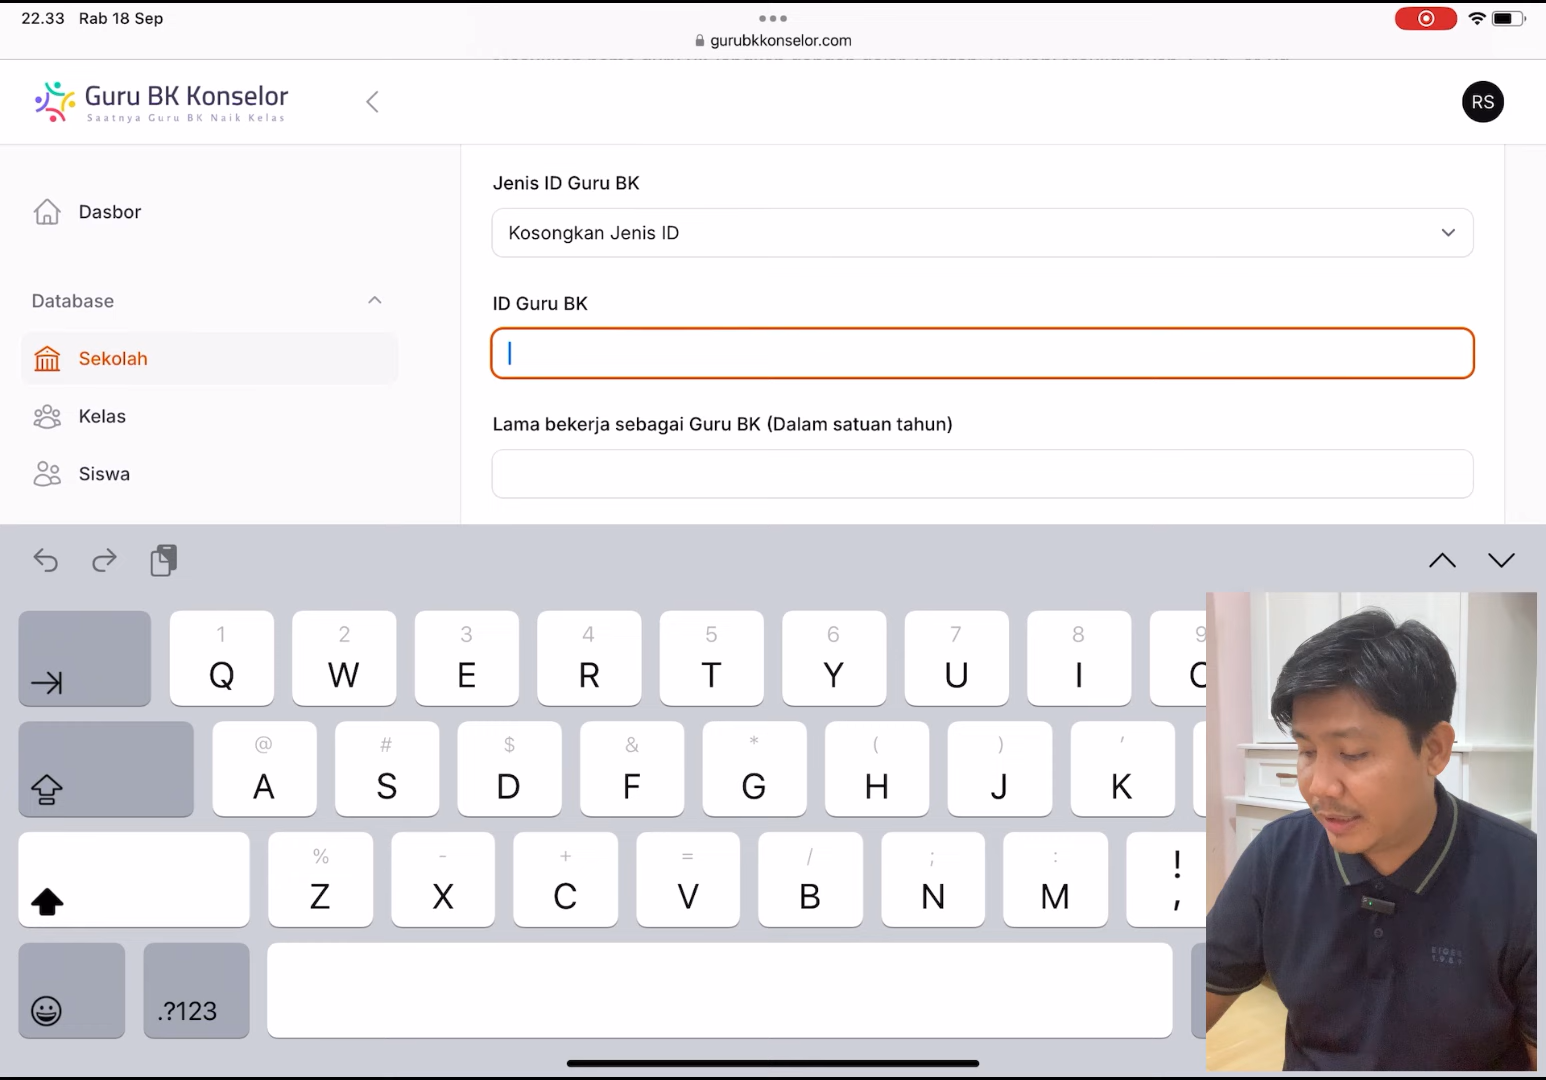 22.33 Rab 18 Sep
gurubkkonselor.com
Guru BK Konselor
Saatnya Guru BK Naik Kelas
RS
Dasbor
Database
Sekolah
Kelas
Siswa
Jenis ID Guru BK
Kosongkan Jenis ID
ID Guru BK
Lama bekerja sebagai Guru BK (Dalam satuan tahun)
1 2 3 4 5 6 7 8 9
Q W E R T Y U I
@ # $ & * ( ) '
A S D F G H J K
% - + = / ; : !
Z X C V B N M ,
.?123